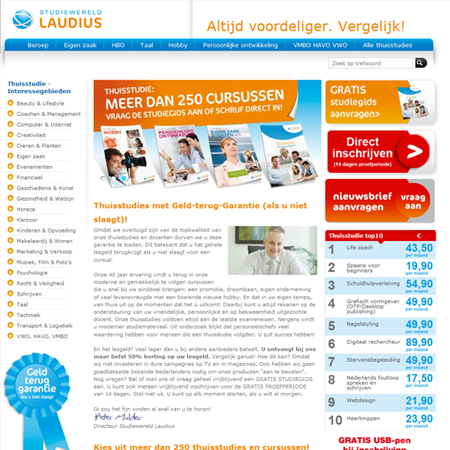 STUDIEWERELD
LAUDIUS
Altijd voordeliger. Vergelijk!
Beroep
Eigen zaak
HBO
Taal
Hobby
Persoonlijke ontwikkeling
VMBO HAVO VWO
Alle thuisstudies
Zoek op trefwoord
Thuisstudie -
Interessegebieden
Beauty & Lifestyle
Coachen & Management
Computer & Internet
Creativiteit
Dieren & Planten
Eigen zaak
Evenementen
Financieel
Geschiedenis & Kunst
Gezondheid & Welzijn
Horeca
Kantoor
Kinderen & Opvoeding
Makelaardij & Wonen
Marketing & Verkoop
Muziek, Film & Foto's
Psychologie
Recht & Veiligheid
Schrijven
Taal
Techniek
Transport & Logistiek
VWO, HAVO, VMBO
Geld
terug
garantie
Als u niet slaagt!
THUISSTUDIE:
MEER DAN 250 CURSUSSEN
VRAAG DE STUDIEGIDS AAN OF SCHRIJF DIRECT IN!
Thuisstudies met Geld-terug-Garantie (als u niet
slaagt)!
Omdat we overtuigd zijn van de topkwaliteit van
onze thuisstudies en docenten durven we u deze
garantie te bieden. Dit betekent dat u het gehele
lesgeld terugkrijgt als u niet slaagt voor een
cursus!
Onze 40 jaar ervaring vindt u terug in onze
moderne en gemakkelijk te volgen cursussen
die u snel bij uw einddoel brengen: een promotie, droombaan, eigen onderneming
of veel levensvreugde met een boeiende nieuwe hobby. En dat in uw eigen tempo,
van thuis uit op de momenten dat het ú uitkomt! Daarbij kunt u altijd rekenen op de
ondersteuning van uw vriendelijke, persoonlijke en op bekwaamheid uitgezochte
docent. Onze thuisstudies voldoen altijd aan de laatste exameneisen. Nergens vindt
u moderner studiemateriaal. Uit onderzoek blijkt dat personeelschefs veel
waardering hebben voor mensen die een thuisstudie volgden. U zult succes hebben!
En het lesgeld? Veel lager dan u bij andere aanbieders betaalt. U ontvangt bij ons
maar liefst 50% korting op uw lesgeld. Vergelijk gerust! Hoe dit kan? Omdat
wij niet investeren in dure campagnes op TV en in magazines. Ook hebben wij geen
goedbetaalde bekende Nederlanders nodig om onze producten "aan te bevelen".
Nog vragen? Bel of mail ons of vraag geheel vrijblijvend een GRATIS STUDIEGIDS
aan. U kunt ook meteen vrijblijvend inschrijven voor de GRATIS PROEFPERIODE
van 14 dagen. Stel niet uit. U kunt op elk moment starten, als u wilt al morgen.
Ik zou het fijn vinden al snel van u te horen!
Pieter Mulder
Directeur Studiewereld Laudius
Kies uit meer dan 250 thuisstudies en cursussen!
GRATIS
studiegids
aanvragen>
Direct
inschrijven
(14 dagen proefperiode)
nieuwsbrief
aanvragen
vraag
aan>
Thuisstudie top10 €
1 Life coach 43,50
per maand
2 Spaans voor
beginners 19,90
per maand
3 Schuldhulpverlening 54,90
per maand
4 Grafisch vormgever
(DTP/Desktop
publishing) 49,90
per maand
5 Nagelstyling 49,90
per maand
6 Digitaal rechercheur 89,90
per maand
7 Stervensbegeleiding 49,90
per maand
8 Nederlands foutloze
spreken en
schrijven 17,50
per maand
9 Webdesign 21,90
per maand
10 Haarknippen 23,90
per maand
GRATIS USB-pen
bij inschrijving